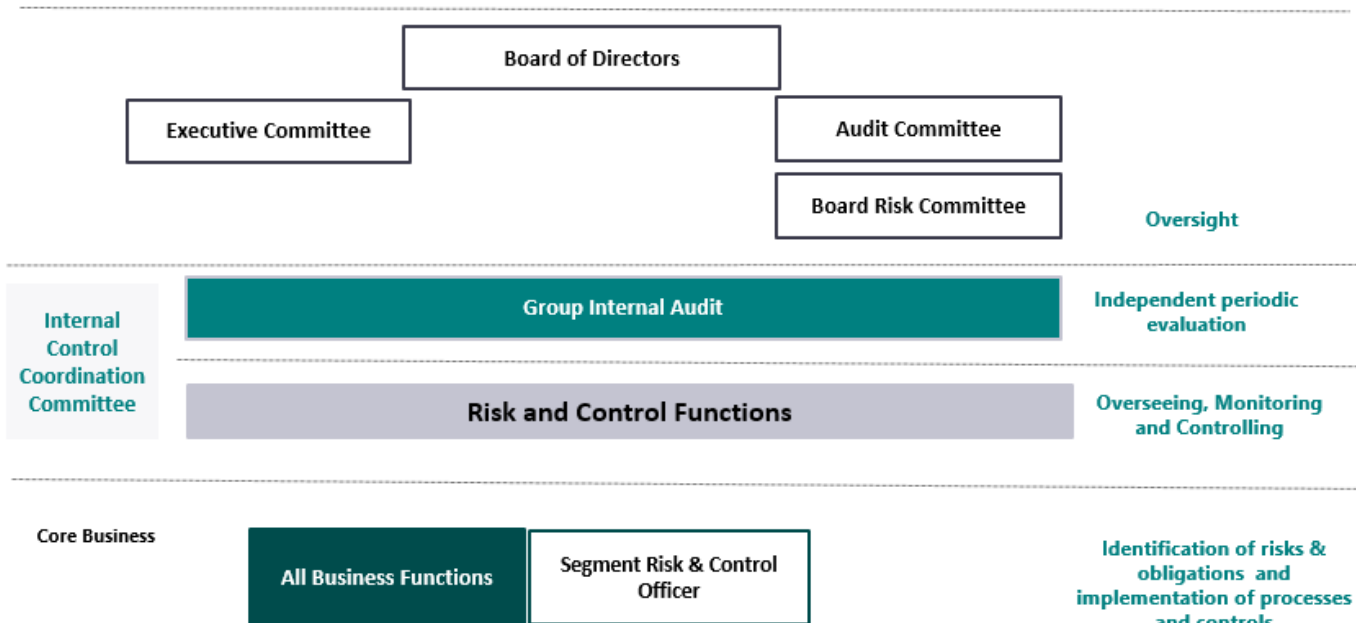 Board of Directors
Executive Committee
Audit Committee
Board Risk Committee
Oversight
Internal
Control
Coordination
Committee
Group Internal Audit
Independent periodic
evaluation
Risk and Control Functions
Overseeing, Monitoring
and Controlling
Core Business
All Business Functions
Segment Risk & Control
Officer
Identification of risks &
obligations and
implementation of processes
and controls